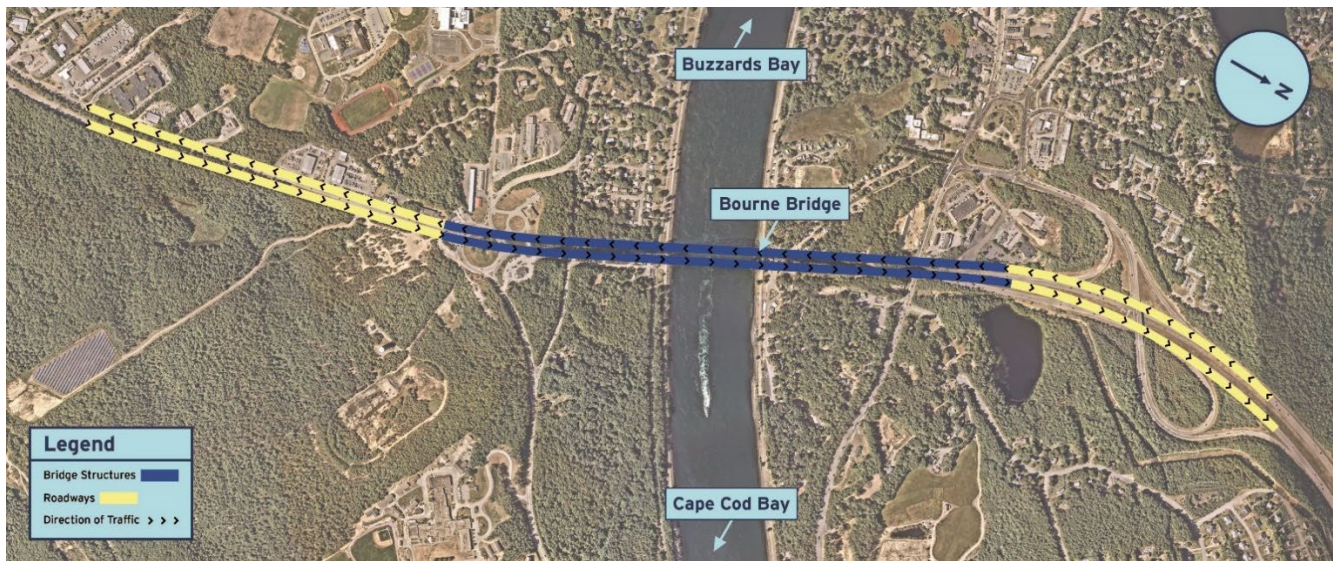 Buzzards Bay
N
Bourne Bridge
Cape Cod Bay
Legend
Bridge Structures
Roadways
Direction of Traffic > > >